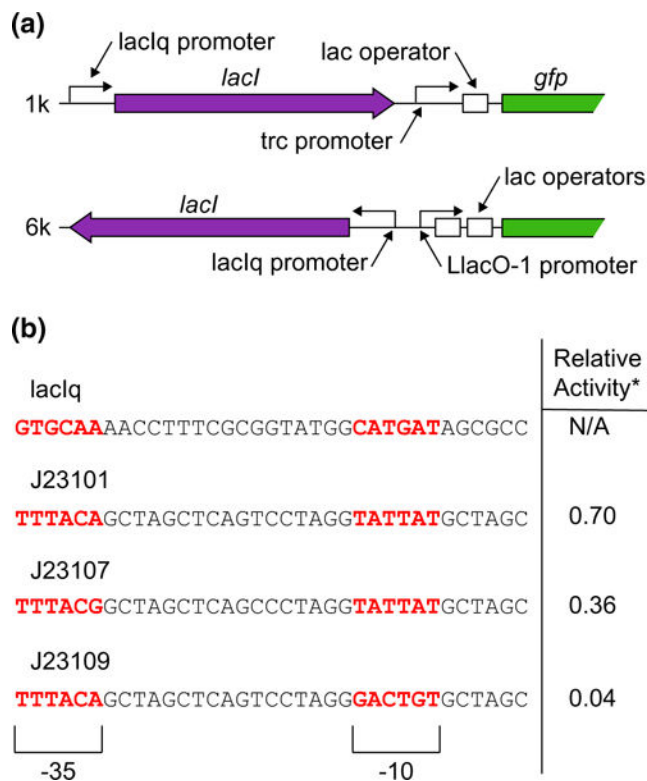 (a)
lacIq promoter
lac operator
lacI
gfp
1k
trc promoter
lac operators
lacI
6k
lacIq promoter
LlacO-1 promoter
(b)
Relative
Activity*
lacIq
GTGCAAAACCTTTCGCGGTATGGCATGATAGCGCC
N/A
J23101
TTTACAGCTAGCTCAGTCCTAGGTATTATGCTAGC
0.70
J23107
TTTACGGCTAGCTCAGCCCTAGGTATTATGCTAGC
0.36
J23109
TTTACAGCTAGCTCAGTCCTAGGGACTGTGCTAGC
0.04
-35
-10